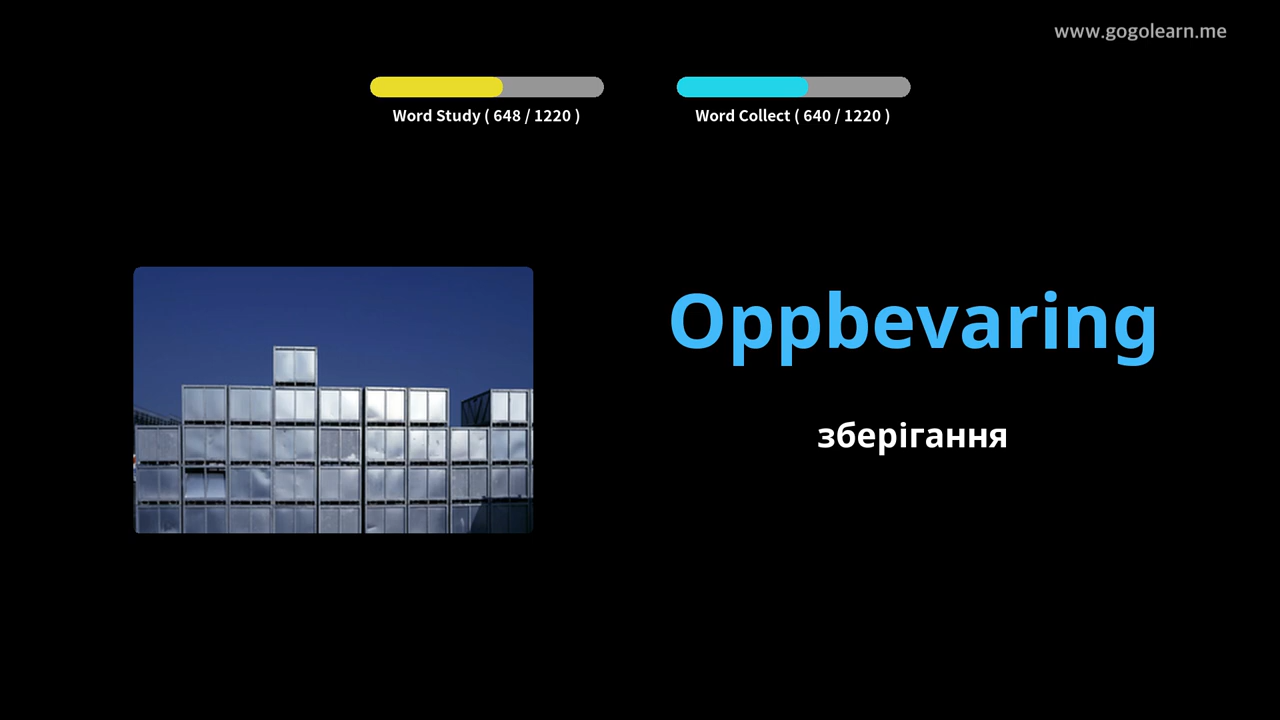 www.gogolearn.me
Word Study ( 648 / 1220 )
Word Collect ( 640 / 1220 )
Oppbevaring
зберігання